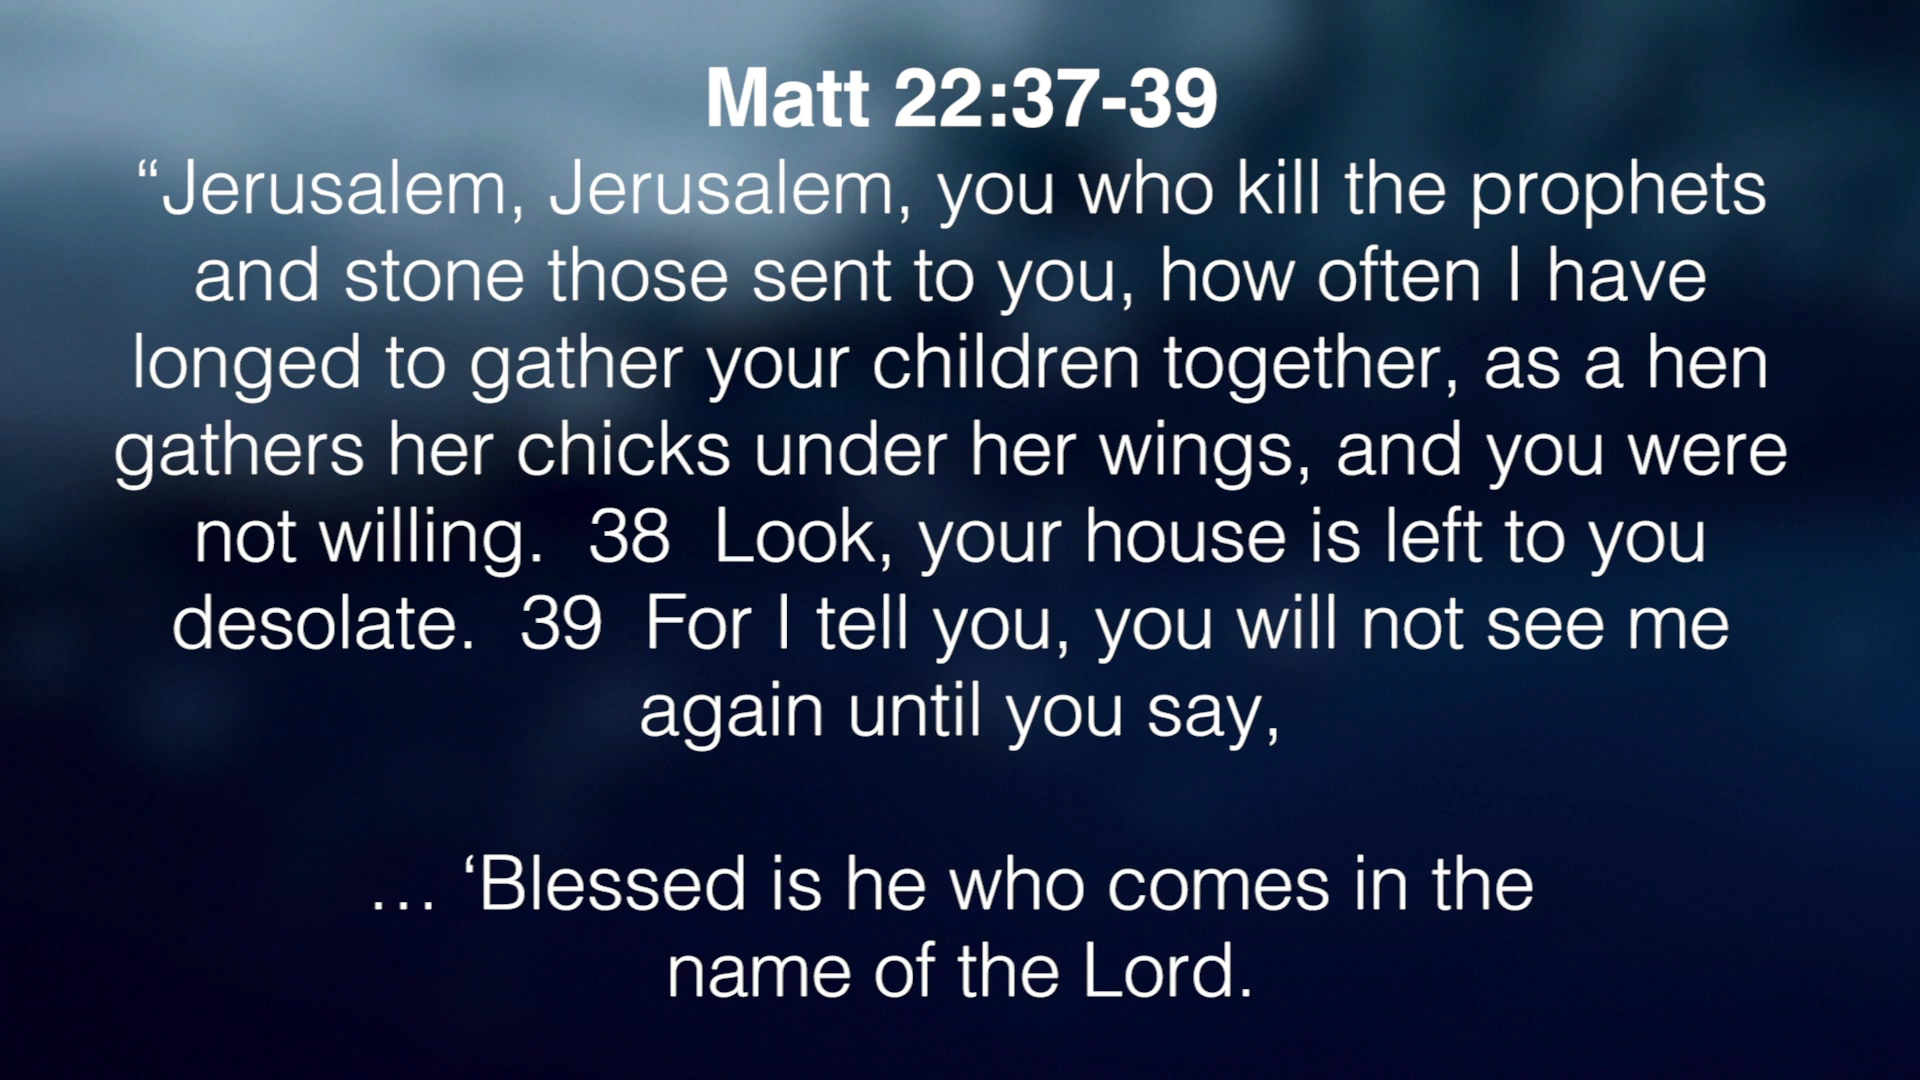 Matt 22:37-39
“Jerusalem, Jerusalem, you who kill the prophets
and stone those sent to you, how often I have
longed to gather your children together, as a hen
gathers her chicks under her wings, and you were
not willing.  38  Look, your house is left to you
desolate.  39  For I tell you, you will not see me
again until you say,
… ‘Blessed is he who comes in the
name of the Lord.